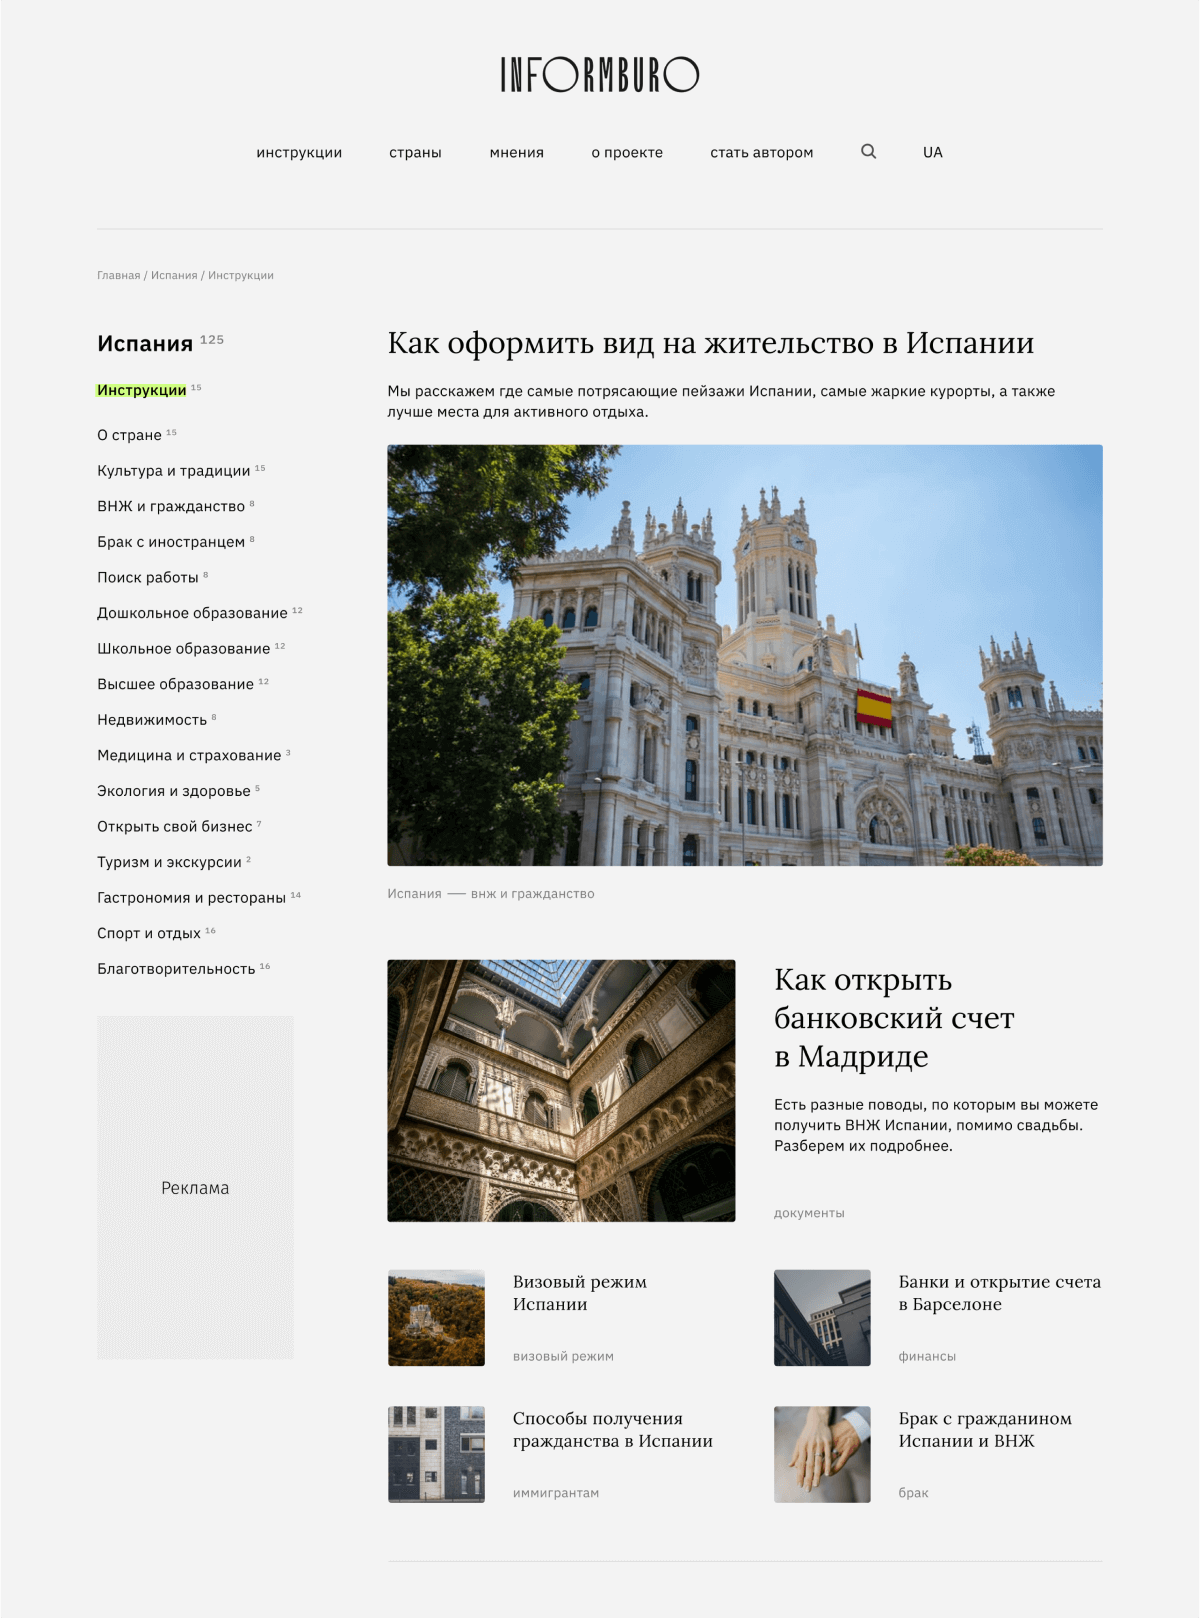 INFORMBURO
инструкции страны мнения о проекте стать автором UA
Главная / Испания / Инструкции
Испания 125
Инструкции 15
О стране 15
Культура и традиции 15
ВНЖ и гражданство 8
Брак с иностранцем 8
Поиск работы 8
Дошкольное образование 12
Школьное образование 12
Высшее образование 12
Недвижимость 8
Медицина и страхование 3
Экология и здоровье 5
Открыть свой бизнес 7
Туризм и экскурсии 2
Гастрономия и рестораны 14
Спорт и отдых 16
Благотворительность 16
Реклама
Как оформить вид на жительство в Испании
Мы расскажем где самые потрясающие пейзажи Испании, самые жаркие курорты, а также
лучше места для активного отдыха.
Испания — внж и гражданство
Как открыть
банковский счет
в Мадриде
Есть разные поводы, по которым вы можете
получить ВНЖ Испании, помимо свадьбы.
Разберем их подробнее.
документы
Визовый режим
Испании
визовый режим
Банки и открытие счета
в Барселоне
финансы
Способы получения
гражданства в Испании
иммигрантам
Брак с гражданином
Испании и ВНЖ
брак